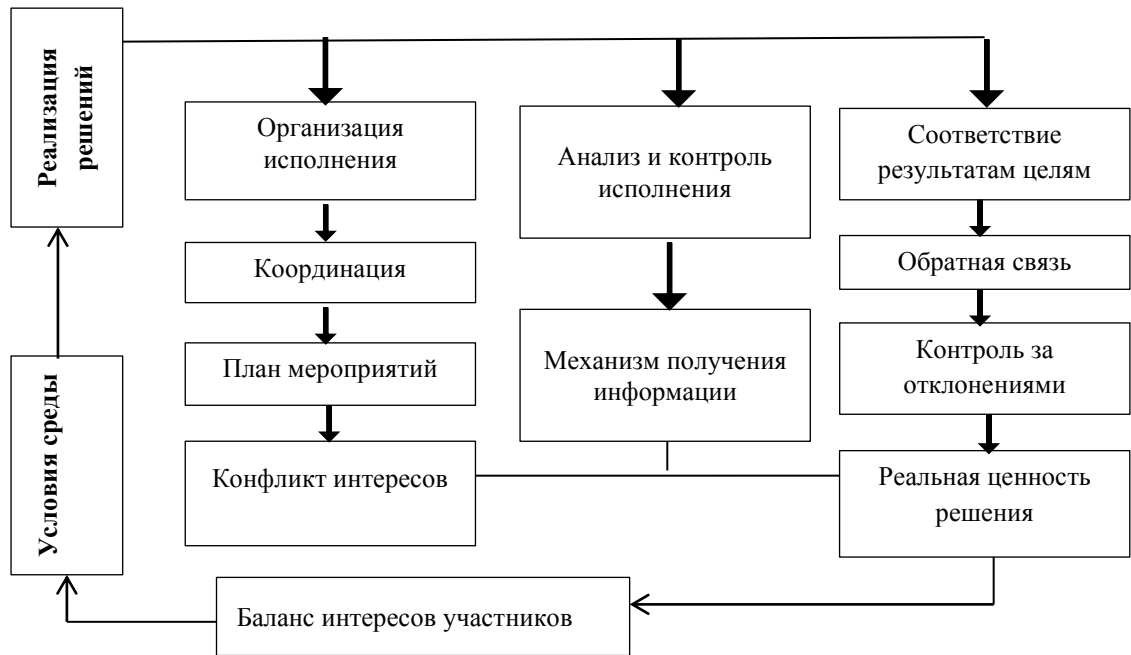 Реализация
решений
Организация
исполнения
Координация
План мероприятий
Конфликт интересов
Анализ и контроль
исполнения
Механизм получения
информации
Соответствие
результатам целям
Обратная связь
Контроль за
отклонениями
Реальная ценность
решения
Условия среды
Баланс интересов участников